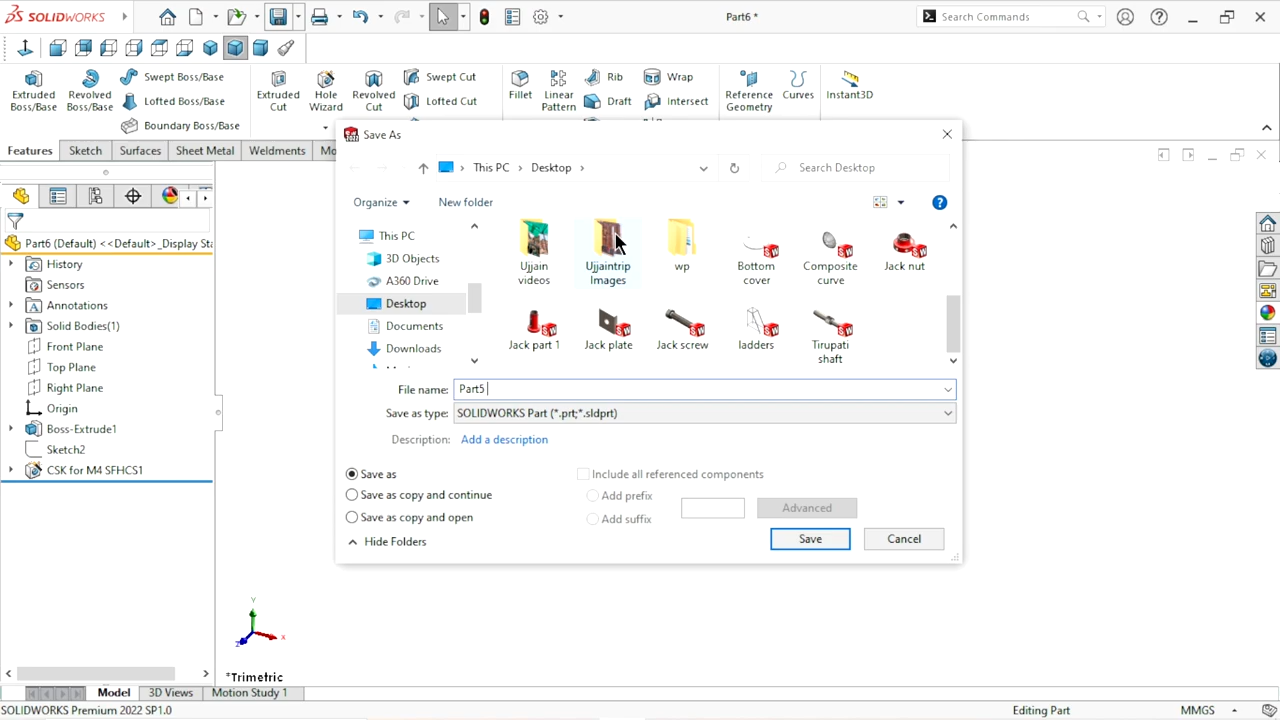 SOLIDWORKS
Part6 *
Search Commands
Extruded Boss/Base
Revolved Boss/Base
Swept Boss/Base
Lofted Boss/Base
Boundary Boss/Base
Extruded Cut
Hole Wizard
Revolved Cut
Swept Cut
Lofted Cut
Fillet
Linear Pattern
Rib
Draft
Wrap
Intersect
Reference Geometry
Curves
Instant3D
Features
Sketch
Surfaces
Sheet Metal
Weldments
Mo
Part6 (Default) <<Default>_Display Sta
History
Sensors
Annotations
Solid Bodies(1)
Front Plane
Top Plane
Right Plane
Origin
Boss-Extrude1
Sketch2
CSK for M4 SFHCS1
Save As
This PC > Desktop >
Search Desktop
Organize
New folder
This PC
3D Objects
A360 Drive
Desktop
Documents
Downloads
Ujjain videos
Ujjaintrip Images
wp
Bottom cover
Composite curve
Jack nut
Jack part 1
Jack plate
Jack screw
ladders
Tirupati shaft
File name: Part5
Save as type: SOLIDWORKS Part (*.prt;*.sldprt)
Description: Add a description
Save as
Save as copy and continue
Save as copy and open
Include all referenced components
Add prefix
Add suffix
Advanced
Hide Folders
Save
Cancel
Y
X
Z
*Trimetric
Model
3D Views
Motion Study 1
SOLIDWORKS Premium 2022 SP1.0
Editing Part
MMGS